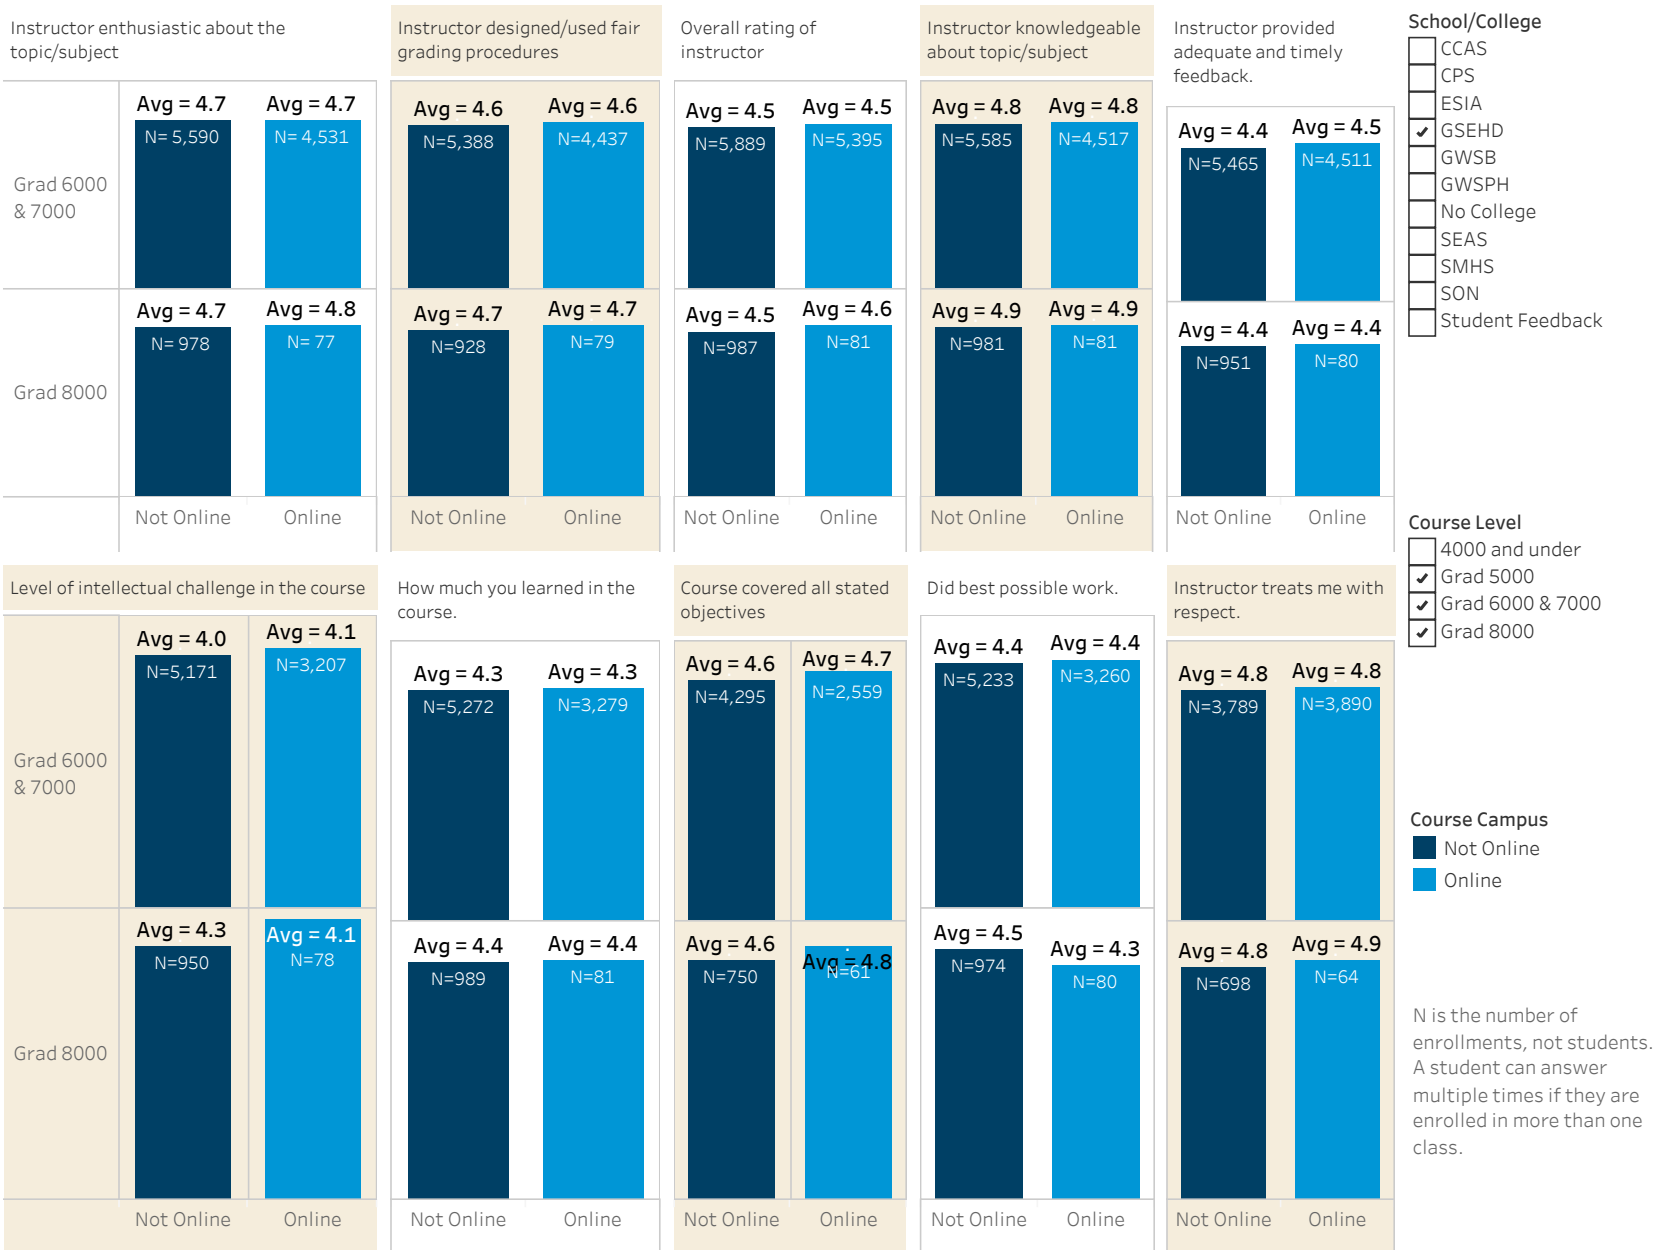 Instructor enthusiastic about the
topic/subject
Avg = 4.7 Avg = 4.7
N= 5,590 N= 4,531
Grad 6000
& 7000
Avg = 4.7 Avg = 4.8
N= 978 N= 77
Grad 8000
Not Online Online
Instructor designed/used fair
grading procedures
Avg = 4.6 Avg = 4.6
N=5,388 N=4,437
Avg = 4.7 Avg = 4.7
N=928 N=79
Not Online Online
Overall rating of
instructor
Avg = 4.5 Avg = 4.5
N=5,889 N=5,395
Avg = 4.5 Avg = 4.6
N=987 N=81
Not Online Online
Instructor knowledgeable
about topic/subject
Avg = 4.8 Avg = 4.8
N=5,585 N=4,517
Avg = 4.9 Avg = 4.9
N=981 N=81
Not Online Online
Instructor provided
adequate and timely
feedback.
Avg = 4.4 Avg = 4.5
N=5,465 N=4,511
Avg = 4.4 Avg = 4.4
N=951 N=80
Not Online Online
Level of intellectual challenge in the course
Avg = 4.0 Avg = 4.1
N=5,171 N=3,207
Grad 6000
& 7000
Avg = 4.3 Avg = 4.1
N=950 N=78
Grad 8000
Not Online Online
How much you learned in the
course.
Avg = 4.3 Avg = 4.3
N=5,272 N=3,279
Avg = 4.4 Avg = 4.4
N=989 N=81
Not Online Online
Course covered all stated
objectives
Avg = 4.6 Avg = 4.7
N=4,295 N=2,559
Avg = 4.6 Avg = 4.8
N=750 N=61
Not Online Online
Did best possible work.
Avg = 4.4 Avg = 4.4
N=5,233 N=3,260
Avg = 4.5 Avg = 4.3
N=974 N=80
Not Online Online
Instructor treats me with
respect.
Avg = 4.8 Avg = 4.8
N=3,789 N=3,890
Avg = 4.8 Avg = 4.9
N=698 N=64
Not Online Online
School/College
CCAS
CPS
ESIA
GSEHD
GWSB
GWSPH
No College
SEAS
SMHS
SON
Student Feedback
Course Level
4000 and under
Grad 5000
Grad 6000 & 7000
Grad 8000
Course Campus
Not Online
Online
N is the number of
enrollments, not students.
A student can answer
multiple times if they are
enrolled in more than one
class.